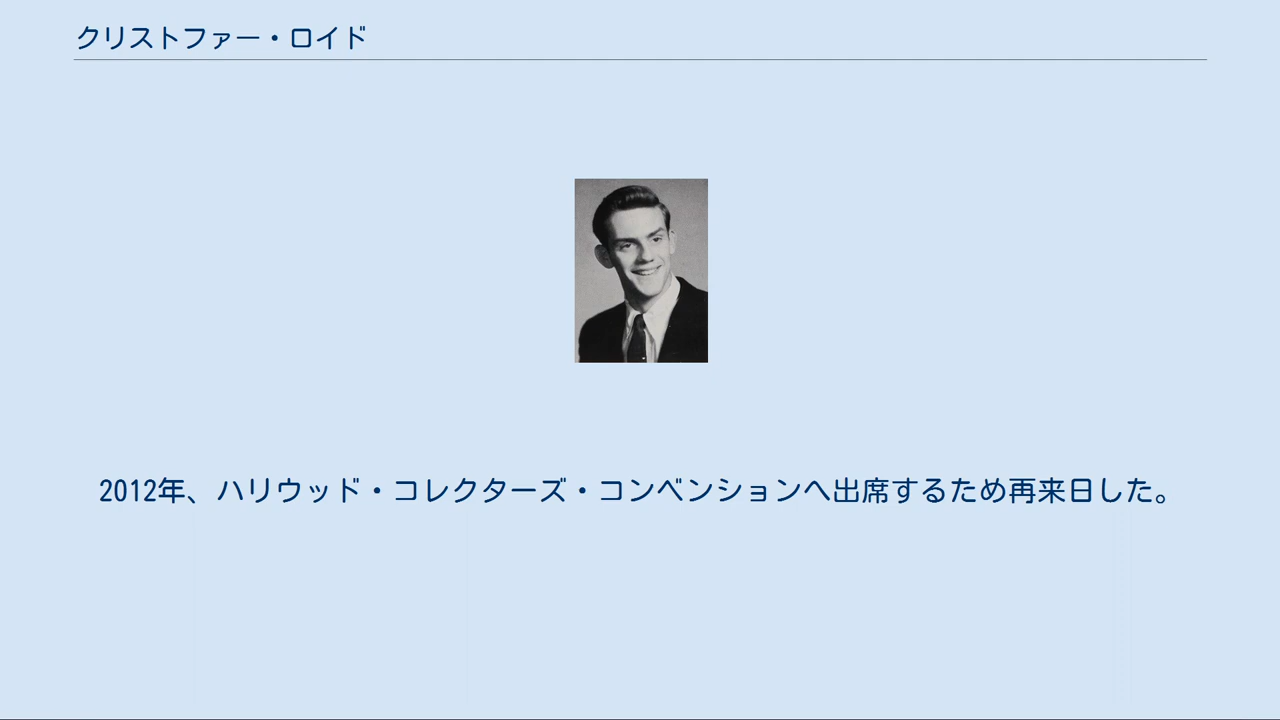 クリストファー・ロイド
2012年、ハリウッド・コレクターズ・コンベンションへ出席するため再来日した。